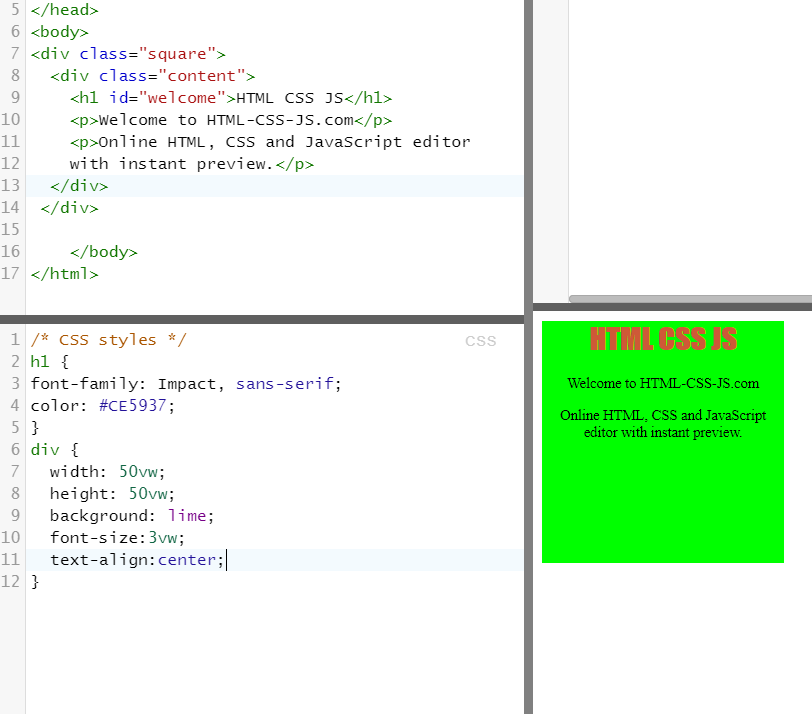 5 </head>
6 <body>
7 <div class="square">
8 <div class="content">
9 <h1 id="welcome">HTML CSS JS</h1>
10 <p>Welcome to HTML-CSS-JS.com</p>
11 <p>Online HTML, CSS and JavaScript editor
12 with instant preview.</p>
13 </div>
14 </div>
15
16 </body>
17 </html>
CSS
1 /* CSS styles */
2 h1 {
3 font-family: Impact, sans-serif;
4 color: #CE5937;
5 }
6 div {
7 width: 50vw;
8 height: 50vw;
9 background: lime;
10 font-size:3vw;
11 text-align:center;
12 }
HTML CSS JS
Welcome to HTML-CSS-JS.com
Online HTML, CSS and JavaScript
editor with instant preview.